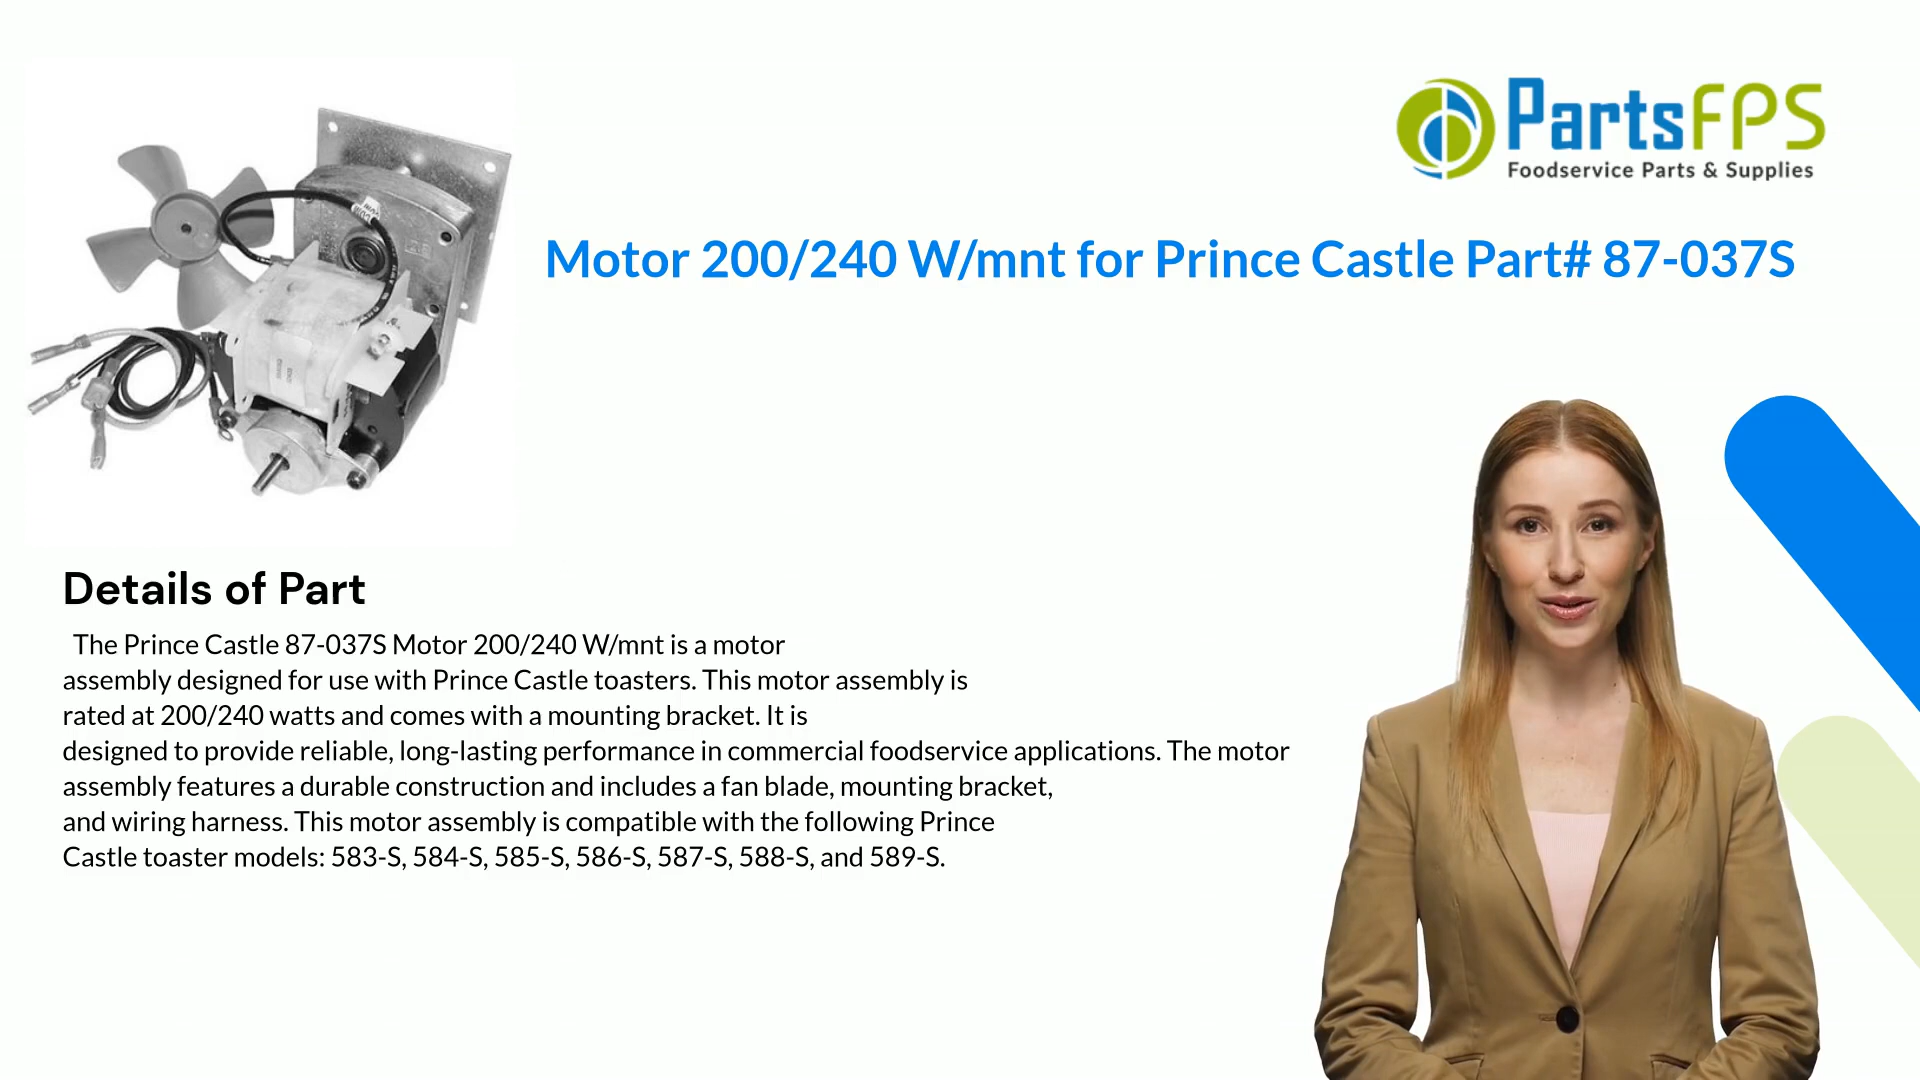 PartsFPS
Foodservice Parts & Supplies
Motor 200/240 W/mnt for Prince Castle Part# 87-037S
Details of Part
The Prince Castle 87-037S Motor 200/240 W/mnt is a motor
assembly designed for use with Prince Castle toasters. This motor assembly is
rated at 200/240 watts and comes with a mounting bracket. It is
designed to provide reliable, long-lasting performance in commercial foodservice applications. The motor
assembly features a durable construction and includes a fan blade, mounting bracket,
and wiring harness. This motor assembly is compatible with the following Prince
Castle toaster models: 583-S, 584-S, 585-S, 586-S, 587-S, 588-S, and 589-S.